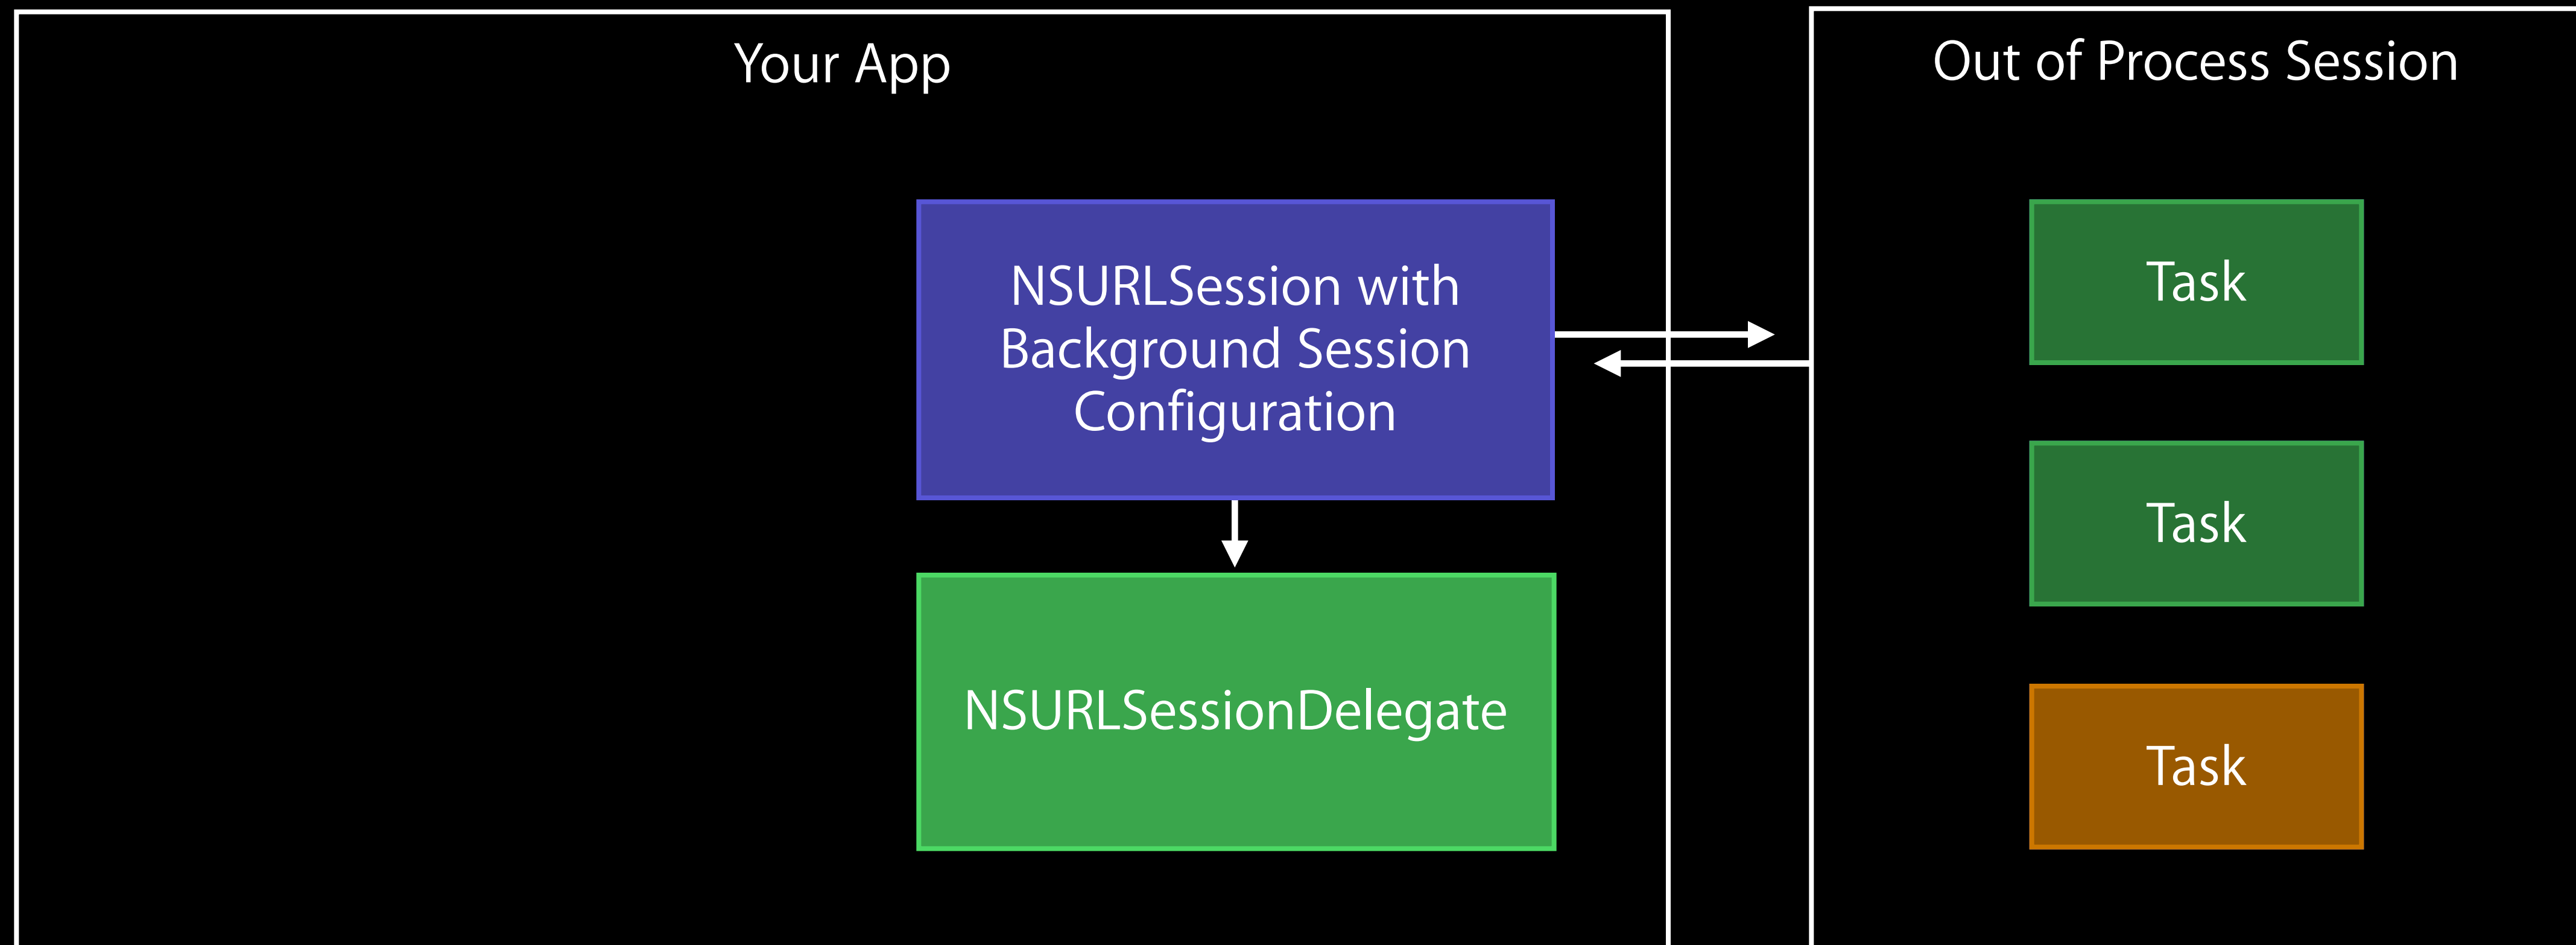 Your App
NSURLSession with
Background Session
Configuration
NSURLSessionDelegate
Out of Process Session
Task
Task
Task